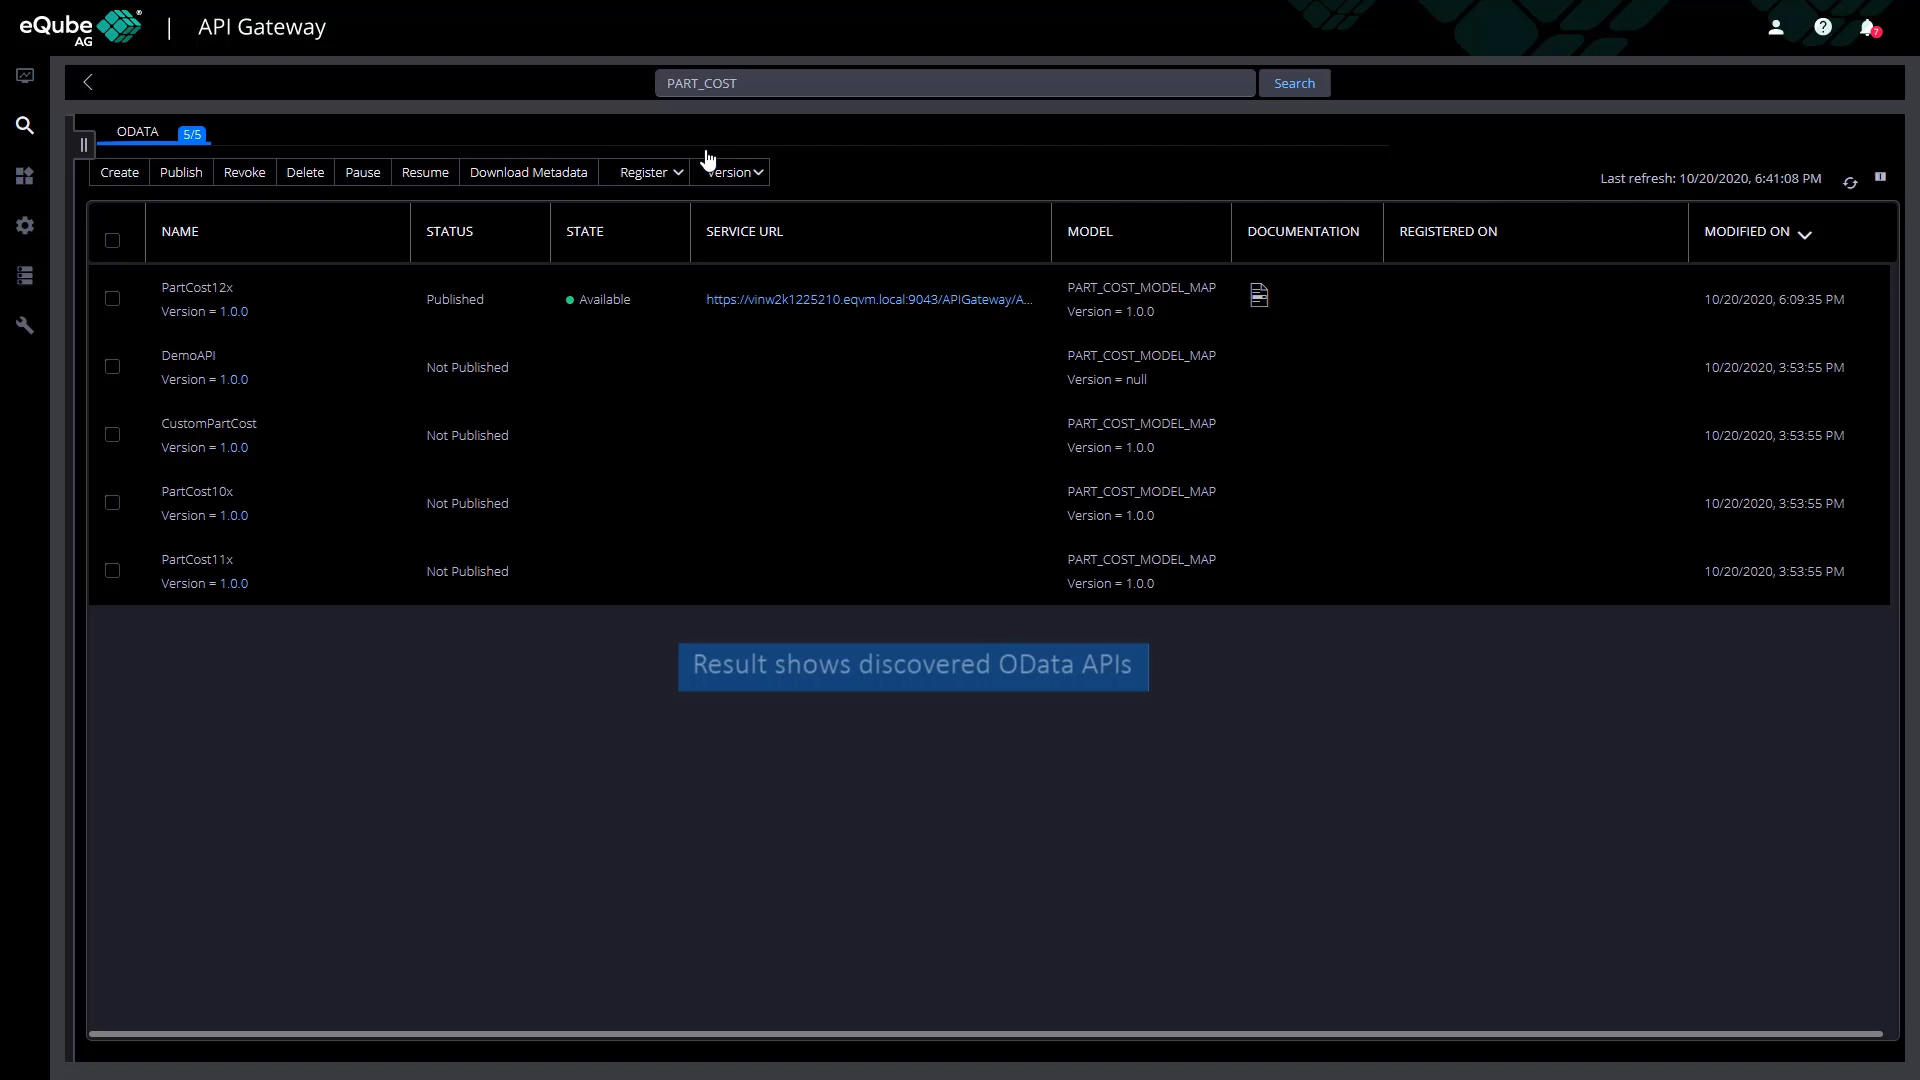 eQube®
AG
| API Gateway
7
PART_COST
Search
ODATA 5/5
Create Publish Revoke Delete Pause Resume Download Metadata Register Version
Last refresh: 10/20/2020, 6:41:08 PM
NAME STATUS STATE SERVICE URL MODEL DOCUMENTATION REGISTERED ON MODIFIED ON
PartCost12x
Version = 1.0.0
Published
Available
https://vinw2k1225210.eqvm.local:9043/APIGateway/A...
PART_COST_MODEL_MAP
Version = 1.0.0
10/20/2020, 6:09:35 PM
DemoAPI
Version = 1.0.0
Not Published
PART_COST_MODEL_MAP
Version = null
10/20/2020, 3:53:55 PM
CustomPartCost
Version = 1.0.0
Not Published
PART_COST_MODEL_MAP
Version = 1.0.0
10/20/2020, 3:53:55 PM
PartCost10x
Version = 1.0.0
Not Published
PART_COST_MODEL_MAP
Version = 1.0.0
10/20/2020, 3:53:55 PM
PartCost11x
Version = 1.0.0
Not Published
PART_COST_MODEL_MAP
Version = 1.0.0
10/20/2020, 3:53:55 PM
Result shows discovered OData APIs